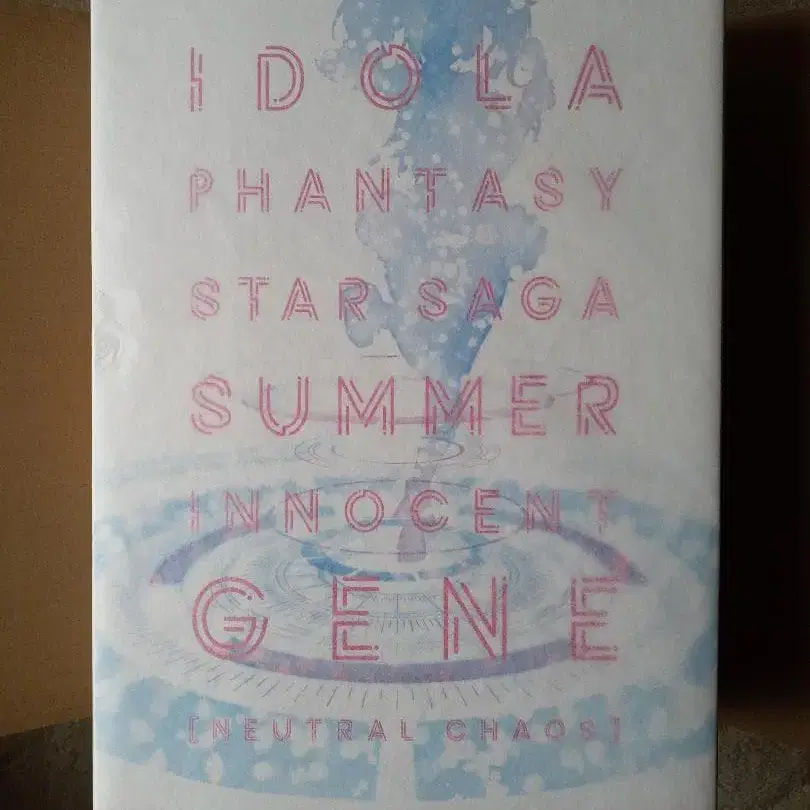 IDOLA
PHANTASY
STAR SAGA
SUMMER
INNOCENT
GENE
[NEUTRAL CHAOS]